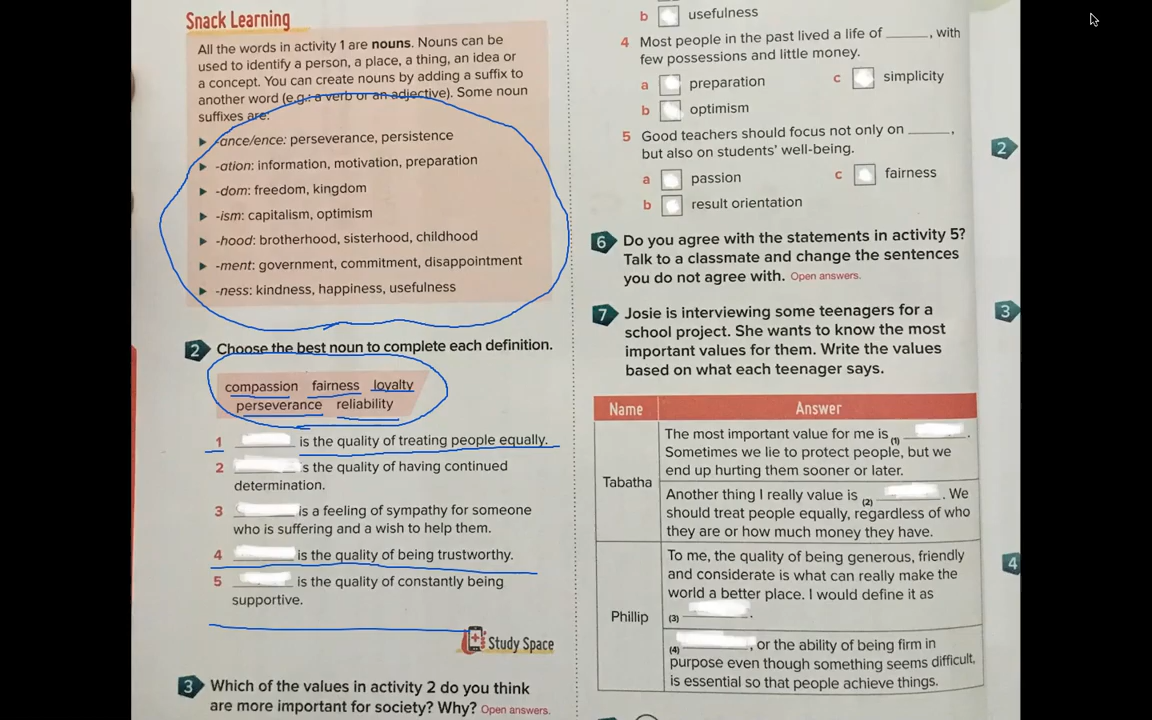 Snack Learning
All the words in activity 1 are nouns. Nouns can be
used to identify a person, a place, a thing, an idea or
a concept. You can create nouns by adding a suffix to
another word (e.g.: a verb or an adjective). Some noun
suffixes are:
-ance/ence: perseverance, persistence
-ation: information, motivation, preparation
-dom: freedom, kingdom
-ism: capitalism, optimism
-hood: brotherhood, sisterhood, childhood
-ment: government, commitment, disappointment
-ness: kindness, happiness, usefulness
2 Choose the best noun to complete each definition.
compassion fairness loyalty
perseverance reliability
1 ______ is the quality of treating people equally.
2 ______ s the quality of having continued
determination.
3 ______ is a feeling of sympathy for someone
who is suffering and a wish to help them.
4 ______ is the quality of being trustworthy.
5 ______ is the quality of constantly being
supportive.
Study Space
3 Which of the values in activity 2 do you think
are more important for society? Why? Open answers.
b usefulness
4 Most people in the past lived a life of ______, with
few possessions and little money.
a preparation c simplicity
b optimism
5 Good teachers should focus not only on ______,
but also on students' well-being.
a passion c fairness
b result orientation
6 Do you agree with the statements in activity 5?
Talk to a classmate and change the sentences
you do not agree with. Open answers.
7 Josie is interviewing some teenagers for a
school project. She wants to know the most
important values for them. Write the values
based on what each teenager says.
Name Answer
Tabatha
The most important value for me is (1) ______.
Sometimes we lie to protect people, but we
end up hurting them sooner or later.
Another thing I really value is (2) ______. We
should treat people equally, regardless of who
they are or how much money they have.
Phillip
To me, the quality of being generous, friendly
and considerate is what can really make the
world a better place. I would define it as
(3) ______.
(4) ______, or the ability of being firm in
purpose even though something seems difficult,
is essential so that people achieve things.
2
3
4